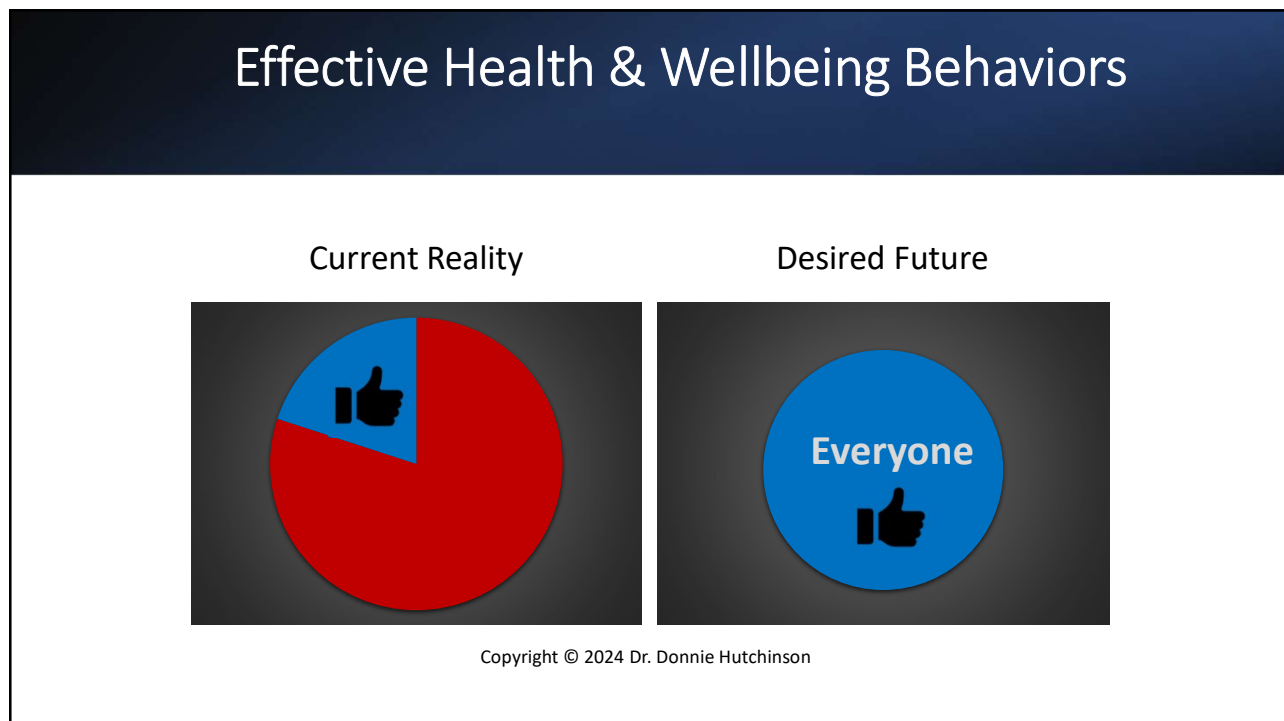 Effective Health & Wellbeing Behaviors
Current Reality
Desired Future
Everyone
Copyright © 2024 Dr. Donnie Hutchinson